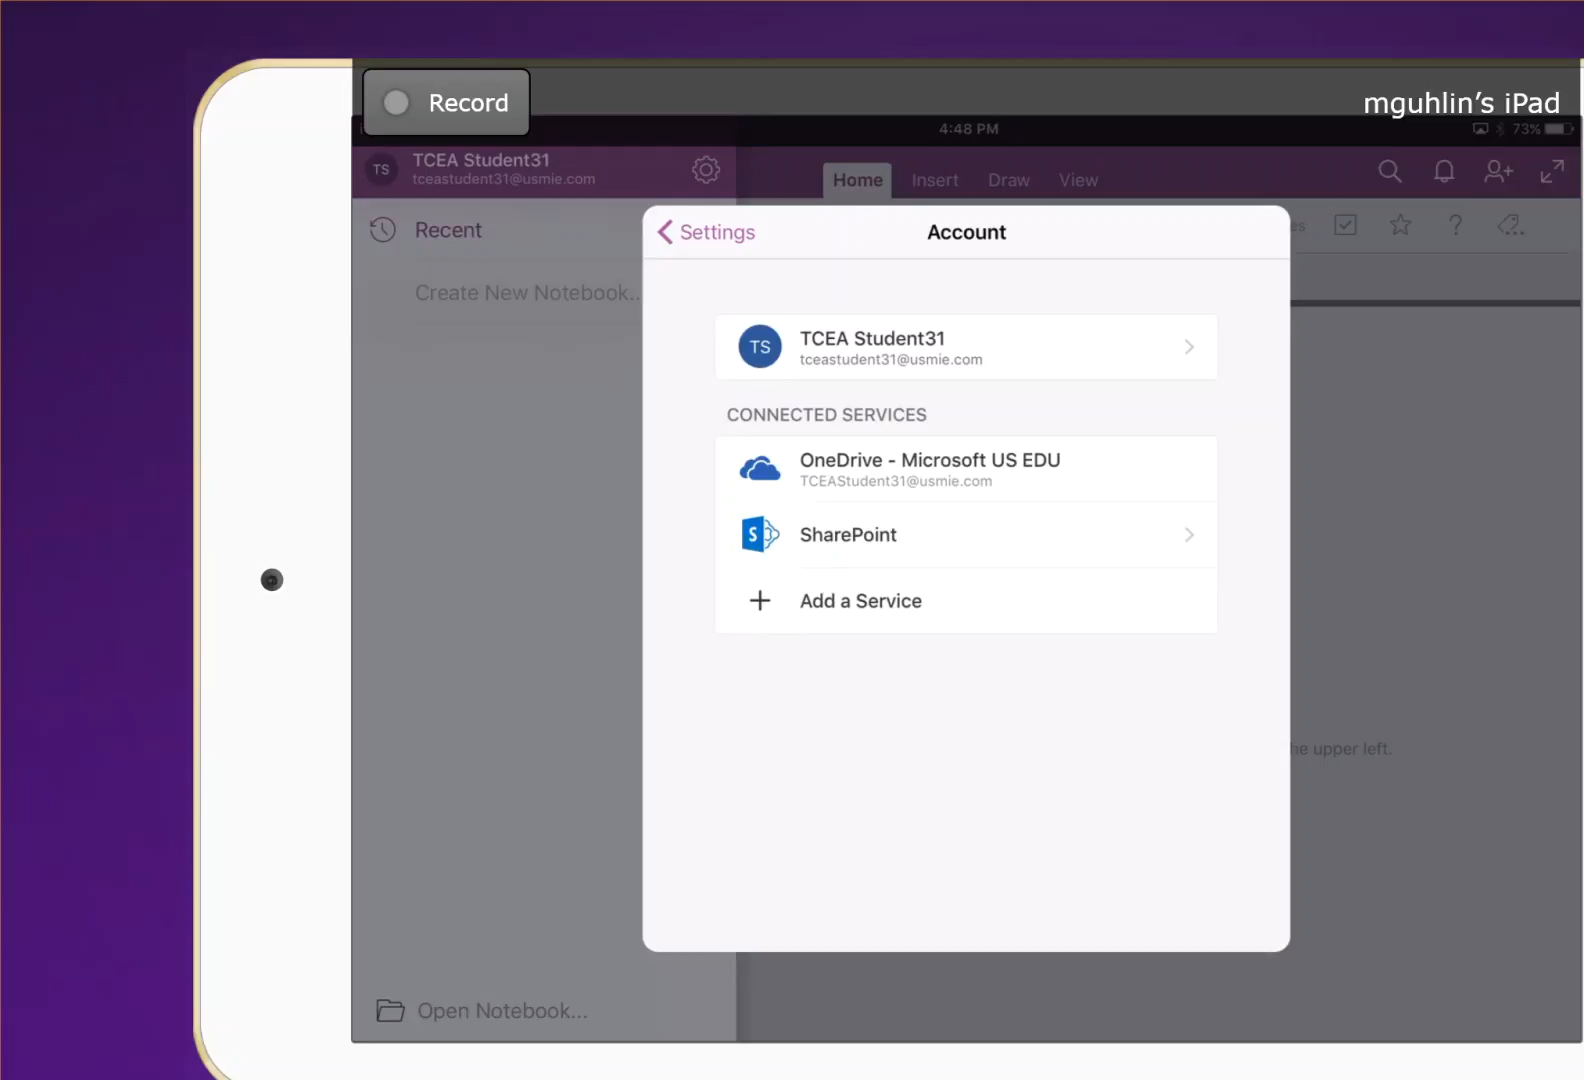 Record
mguhlin's iPad
4:48 PM
73%
TS
TCEA Student31
tceastudent31@usmie.com
Home
Insert
Draw
View
Recent
Settings
Account
Create New Notebook..
TS
TCEA Student31
tceastudent31@usmie.com
CONNECTED SERVICES
OneDrive - Microsoft US EDU
TCEAStudent31@usmie.com
S
SharePoint
+ Add a Service
he upper left.
Open Notebook...